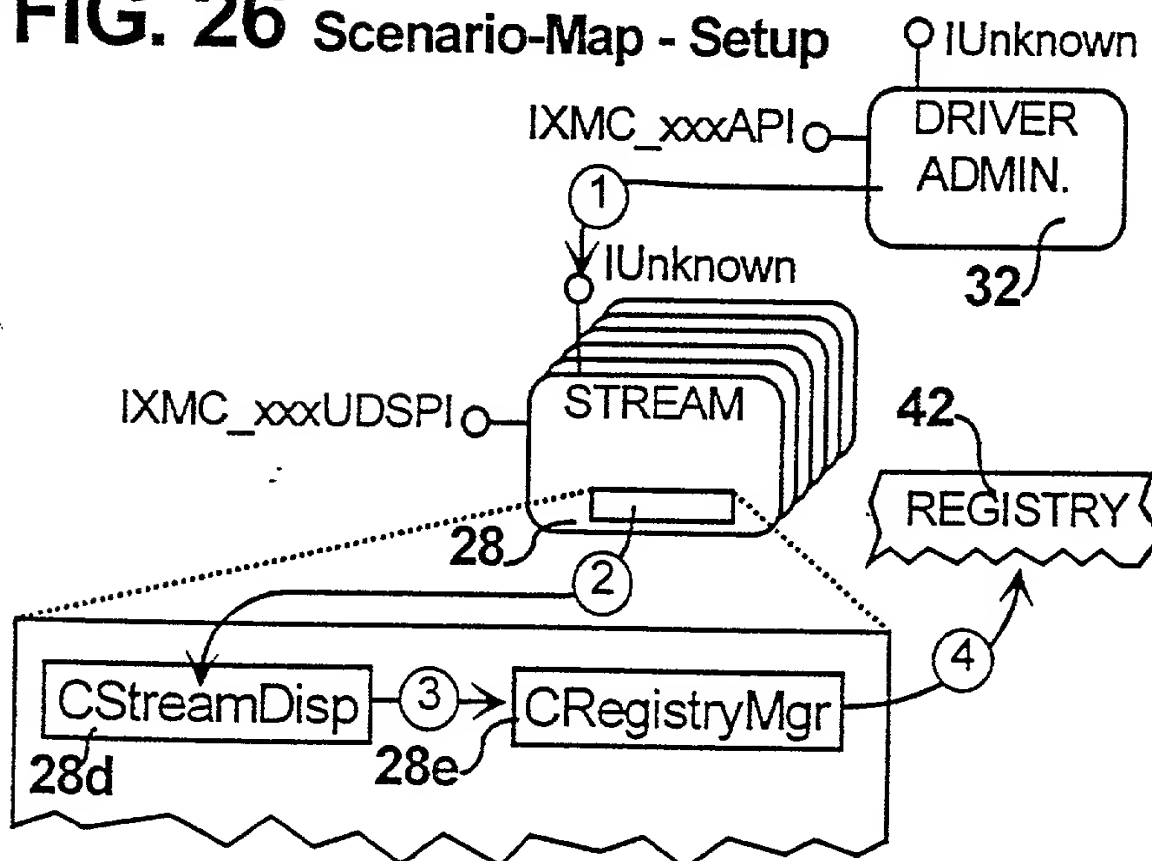 FIG. 26 Scenario-Map - Setup
IUnknown
IXMC_xxxAPI
DRIVER
ADMIN.
1
32
IUnknown
IXMC_xxxUDSPI
STREAM
42
REGISTRY
28
2
CStreamDisp
3
CRegistryMgr
4
28d
28e